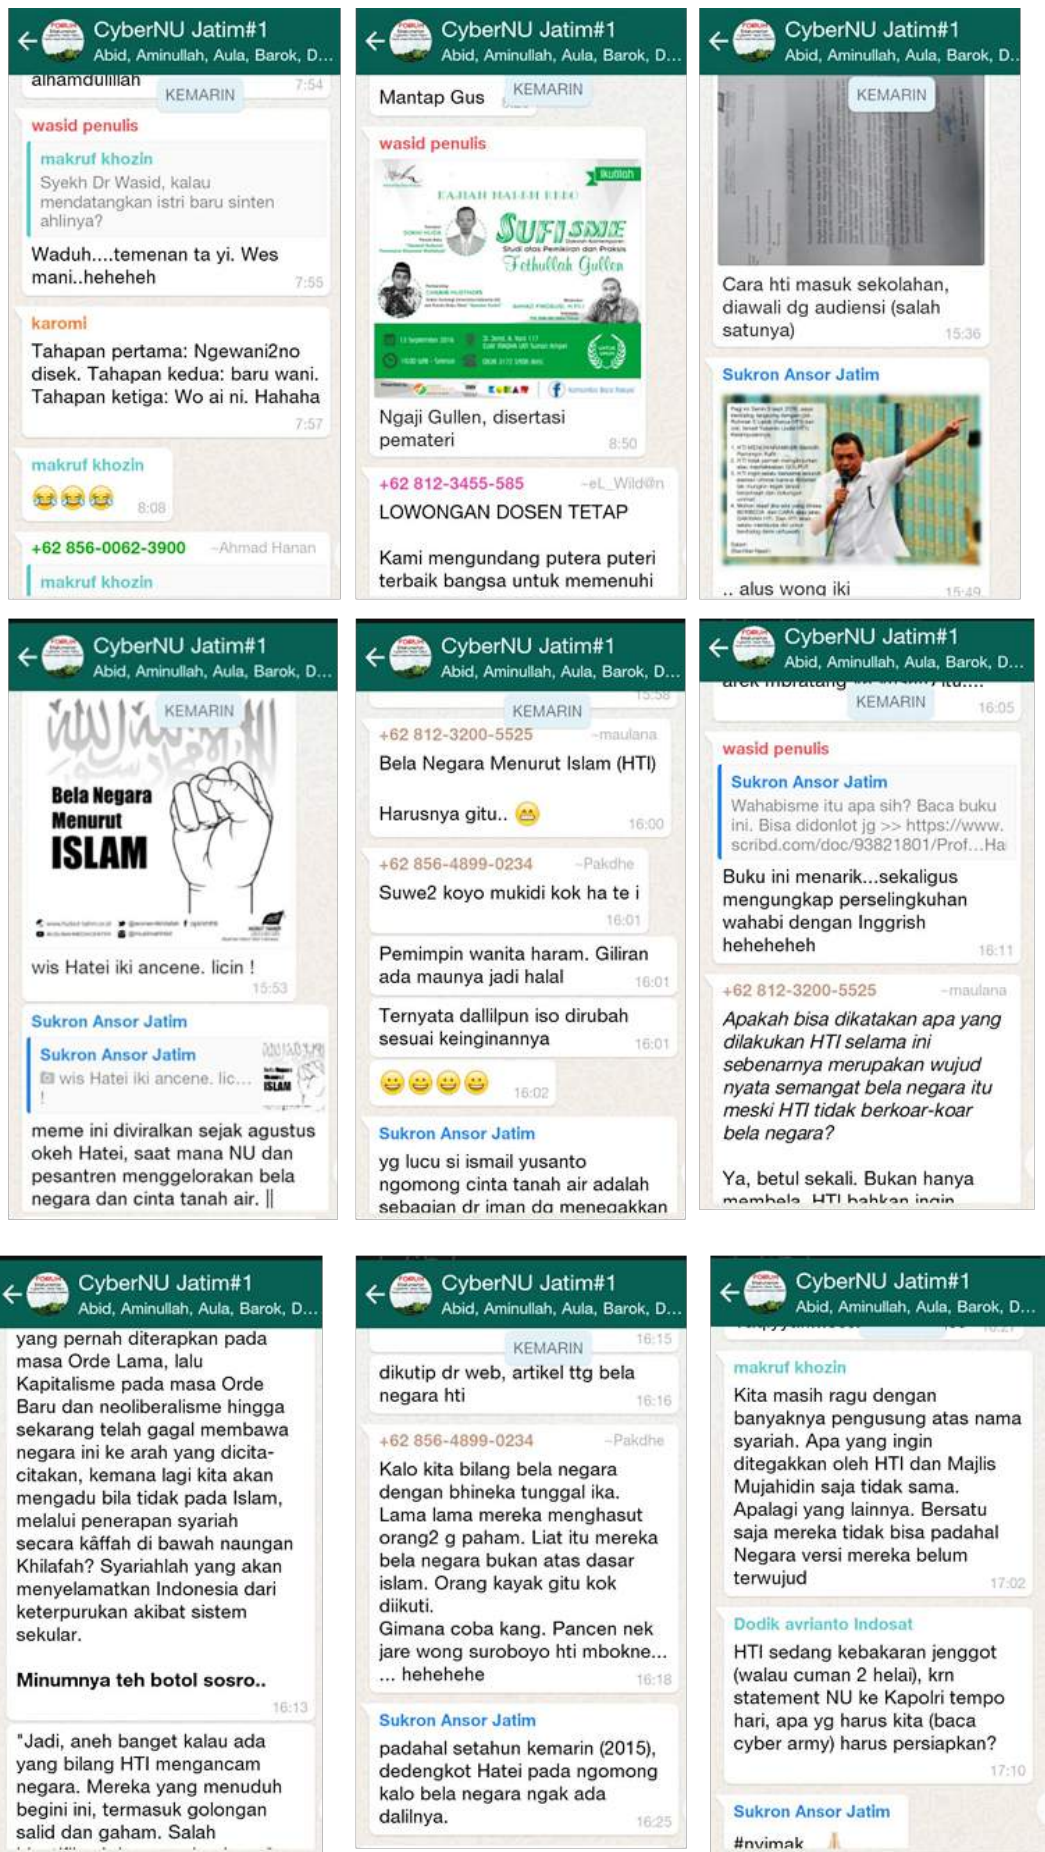 CyberNU Jatim#1
Abid, Aminullah, Aula, Barok, D...
alhamdulillah
7:54
KEMARIN
wasid penulis
makruf khozin
Syekh Dr Wasid, kalau
mendatangkan istri baru sinten
ahlinya?
Waduh....temenan ta yi. Wes
mani..heheheh
7:55
karomi
Tahapan pertama: Ngewani2no
disek. Tahapan kedua: baru wani.
Tahapan ketiga: Wo ai ni. Hahaha
7:57
makruf khozin
😂😂😂
8:08
+62 856-0062-3900 ~Ahmad Hanan
makruf khozin
CyberNU Jatim#1
Abid, Aminullah, Aula, Barok, D...
KEMARIN
Mantap Gus
wasid penulis
Ikutilah
KAJIAN MALEM REBO
SUFISME
Studi atas Pemikiran dan Praksis
Fethullah Gullen
Ngaji Gullen, disertasi
pemateri
8:50
+62 812-3455-585 ~eL_Wild@n
LOWONGAN DOSEN TETAP
Kami mengundang putera puteri
terbaik bangsa untuk memenuhi
CyberNU Jatim#1
Abid, Aminullah, Aula, Barok, D...
KEMARIN
Cara hti masuk sekolahan,
diawali dg audiensi (salah
satunya)
15:36
Sukron Ansor Jatim
.. alus wong iki
15:49
CyberNU Jatim#1
Abid, Aminullah, Aula, Barok, D...
KEMARIN
Bela Negara
Menurut
ISLAM
wis Hatei iki ancene. licin !
15:53
Sukron Ansor Jatim
Sukron Ansor Jatim
wis Hatei iki ancene. lic...
!
meme ini diviralkan sejak agustus
okeh Hatei, saat mana NU dan
pesantren menggelorakan bela
negara dan cinta tanah air. ||
CyberNU Jatim#1
Abid, Aminullah, Aula, Barok, D...
15:58
KEMARIN
+62 812-3200-5525 ~maulana
Bela Negara Menurut Islam (HTI)
Harusnya gitu.. 😁
16:00
+62 856-4899-0234 ~Pakdhe
Suwe2 koyo mukidi kok ha te i
16:01
Pemimpin wanita haram. Giliran
ada maunya jadi halal
16:01
Ternyata dallilpun iso dirubah
sesuai keinginannya
16:01
😀😀😀😀
16:02
Sukron Ansor Jatim
yg lucu si ismail yusanto
ngomong cinta tanah air adalah
sebagian dr iman dg menegakkan
CyberNU Jatim#1
Abid, Aminullah, Aula, Barok, D...
KEMARIN
16:05
wasid penulis
Sukron Ansor Jatim
Wahabisme itu apa sih? Baca buku
ini. Bisa didonlot jg >> https://www.
scribd.com/doc/93821801/Prof...Ha
Buku ini menarik...sekaligus
mengungkap perselingkuhan
wahabi dengan Inggrish
heheheheh
16:11
+62 812-3200-5525 ~maulana
Apakah bisa dikatakan apa yang
dilakukan HTI selama ini
sebenarnya merupakan wujud
nyata semangat bela negara itu
meski HTI tidak berkoar-koar
bela negara?
Ya, betul sekali. Bukan hanya
membela, HTI bahkan ingin
CyberNU Jatim#1
Abid, Aminullah, Aula, Barok, D...
yang pernah diterapkan pada
masa Orde Lama, lalu
Kapitalisme pada masa Orde
Baru dan neoliberalisme hingga
sekarang telah gagal membawa
negara ini ke arah yang dicita-
citakan, kemana lagi kita akan
mengadu bila tidak pada Islam,
melalui penerapan syariah
secara kâffah di bawah naungan
Khilafah? Syariahlah yang akan
menyelamatkan Indonesia dari
keterpurukan akibat sistem
sekular.
Minumnya teh botol sosro..
16:13
"Jadi, aneh banget kalau ada
yang bilang HTI mengancam
negara. Mereka yang menuduh
begini ini, termasuk golongan
salid dan gaham. Salah
CyberNU Jatim#1
Abid, Aminullah, Aula, Barok, D...
16:15
KEMARIN
dikutip dr web, artikel ttg bela
negara hti
16:16
+62 856-4899-0234 ~Pakdhe
Kalo kita bilang bela negara
dengan bhineka tunggal ika.
Lama lama mereka menghasut
orang2 g paham. Liat itu mereka
bela negara bukan atas dasar
islam. Orang kayak gitu kok
diikuti.
Gimana coba kang. Pancen nek
jare wong suroboyo hti mbokne...
... hehehehe
16:18
Sukron Ansor Jatim
padahal setahun kemarin (2015),
dedengkot Hatei pada ngomong
kalo bela negara ngak ada
dalilnya.
16:25
CyberNU Jatim#1
Abid, Aminullah, Aula, Barok, D...
16:27
makruf khozin
Kita masih ragu dengan
banyaknya pengusung atas nama
syariah. Apa yang ingin
ditegakkan oleh HTI dan Majlis
Mujahidin saja tidak sama.
Apalagi yang lainnya. Bersatu
saja mereka tidak bisa padahal
Negara versi mereka belum
terwujud
17:02
Dodik avrianto Indosat
HTI sedang kebakaran jenggot
(walau cuman 2 helai), krn
statement NU ke Kapolri tempo
hari, apa yg harus kita (baca
cyber army) harus persiapkan?
17:10
Sukron Ansor Jatim
#nyimak